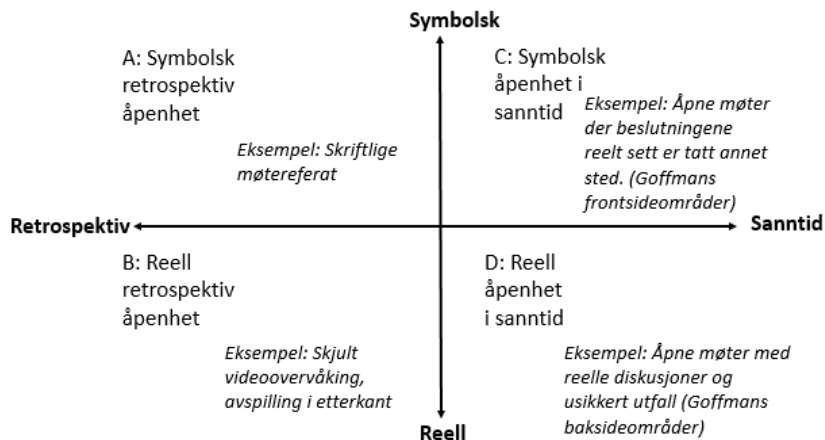 Symbolsk
A: Symbolsk
retrospektiv
åpenhet
Eksempel: Skriftlige
møtereferat
C: Symbolsk
åpenhet i
sanntid
Eksempel: Åpne møter
der beslutningene
reelt sett er tatt annet
sted. (Goffmans
frontsideområder)
Retrospektiv
Sanntid
B: Reell
retrospektiv
åpenhet
Eksempel: Skjult
videoovervåking,
avspilling i etterkant
D: Reell
åpenhet
i sanntid
Eksempel: Åpne møter med
reelle diskusjoner og
usikkert utfall (Goffmans
baksideområder)
Reell